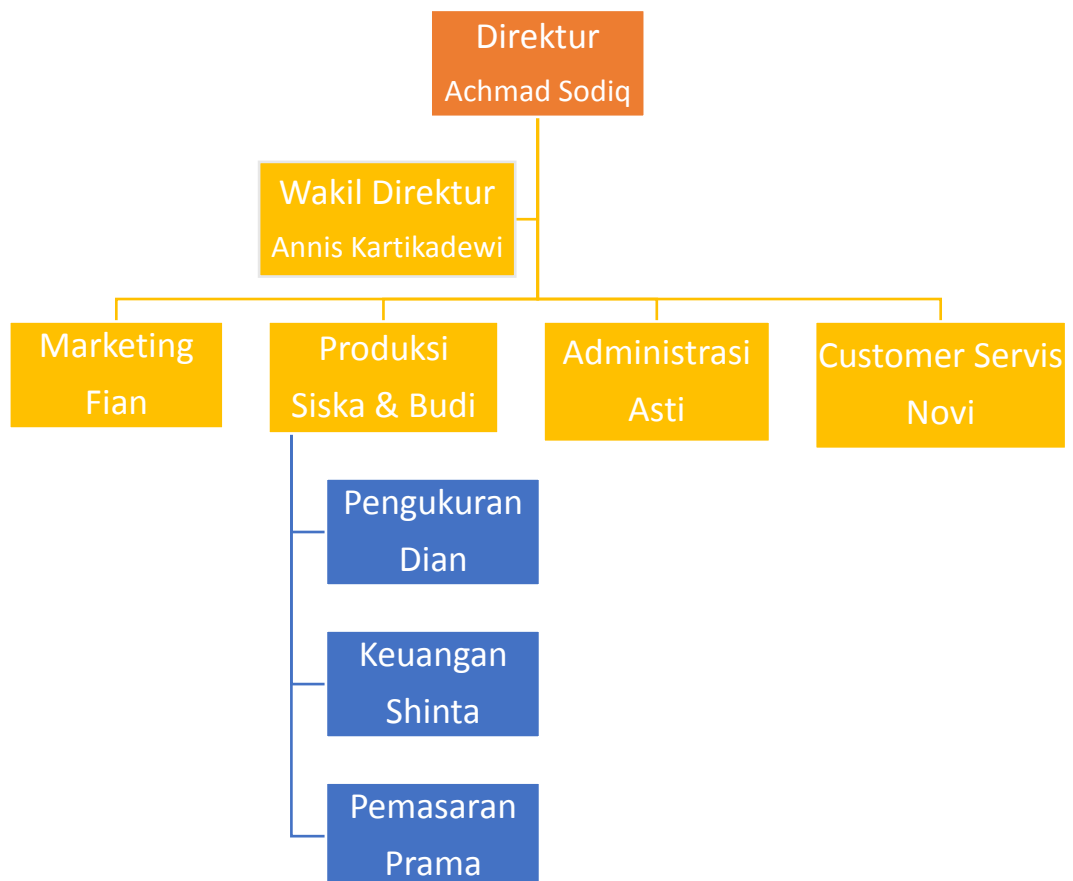 Direktur
Achmad Sodiq
Wakil Direktur
Annis Kartikadewi
Marketing
Fian
Produksi
Siska & Budi
Administrasi
Asti
Customer Servis
Novi
Pengukuran
Dian
Keuangan
Shinta
Pemasaran
Prama